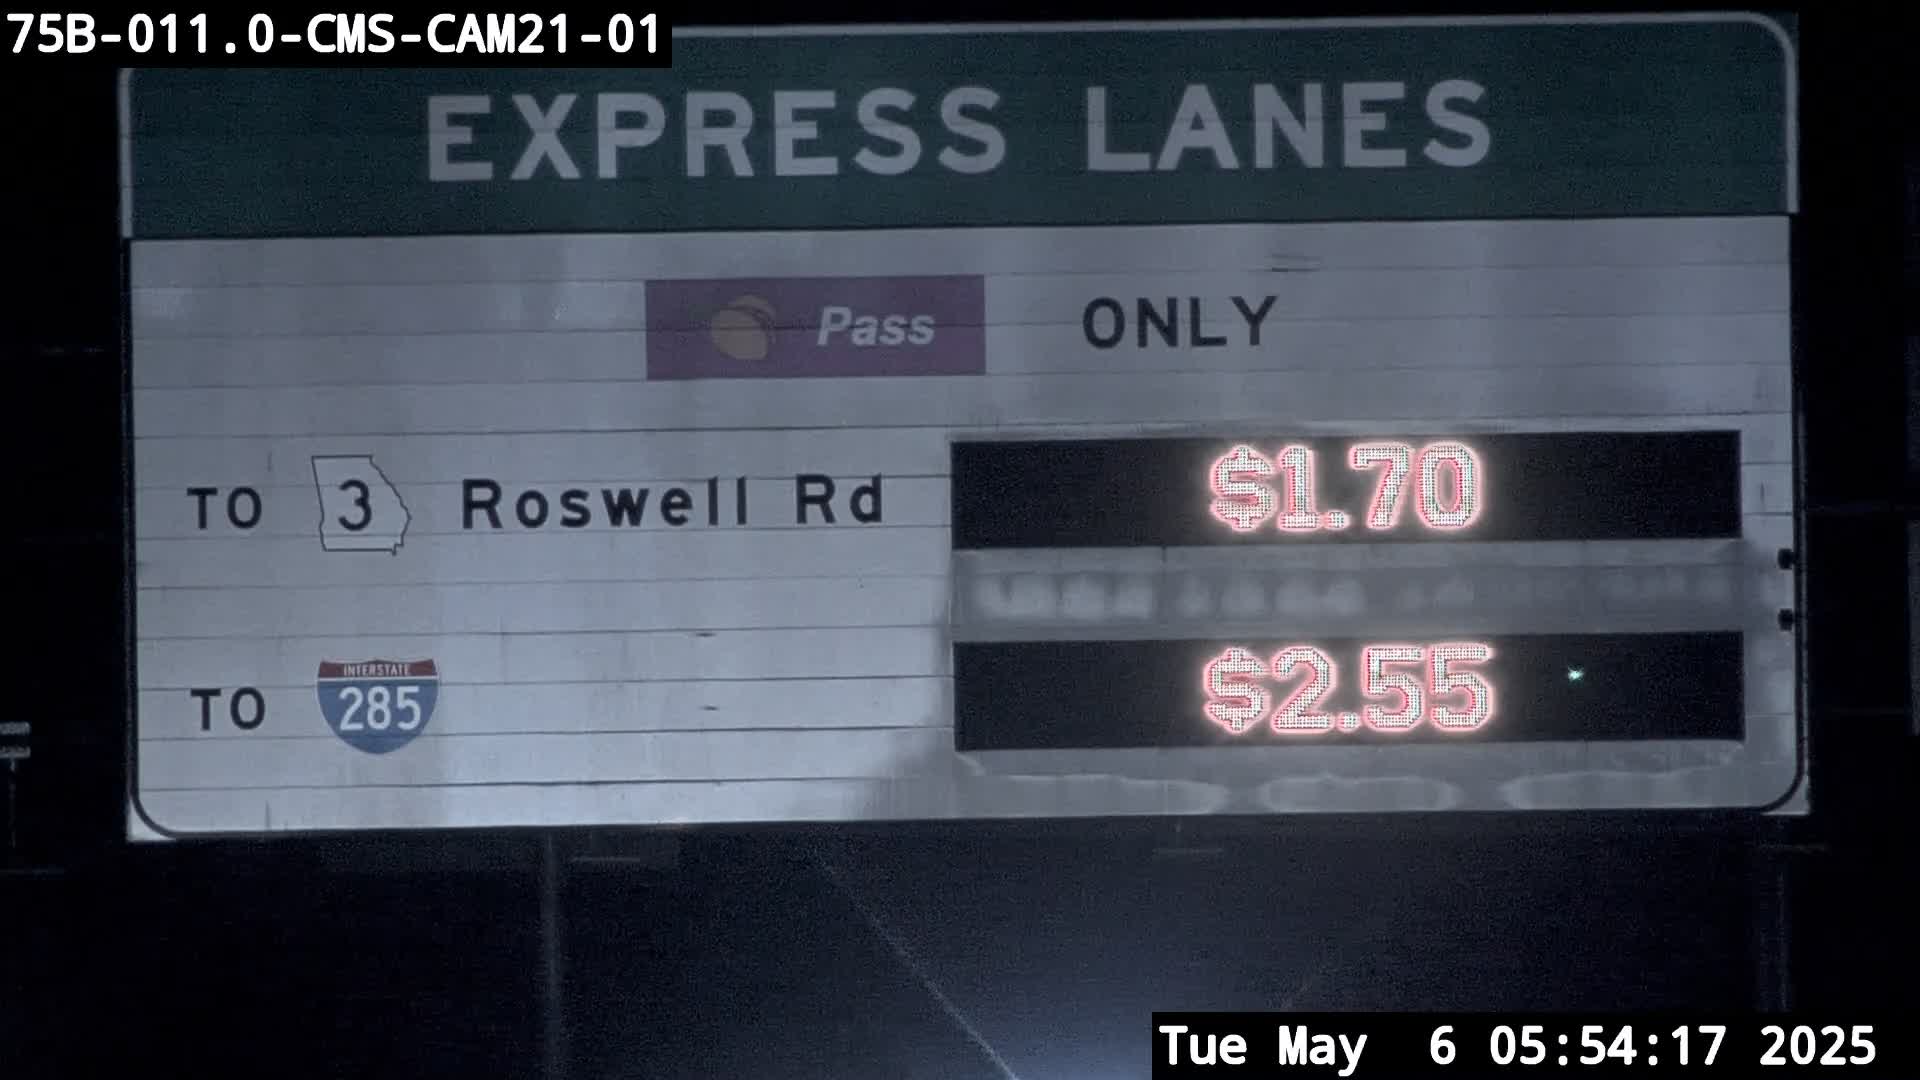 75B-011.0-CMS-CAM21-01
EXPRESS LANES
Pass ONLY
TO 3 Roswell Rd $1.70
INTERSTATE
TO 285 $2.55
Tue May 6 05:54:17 2025